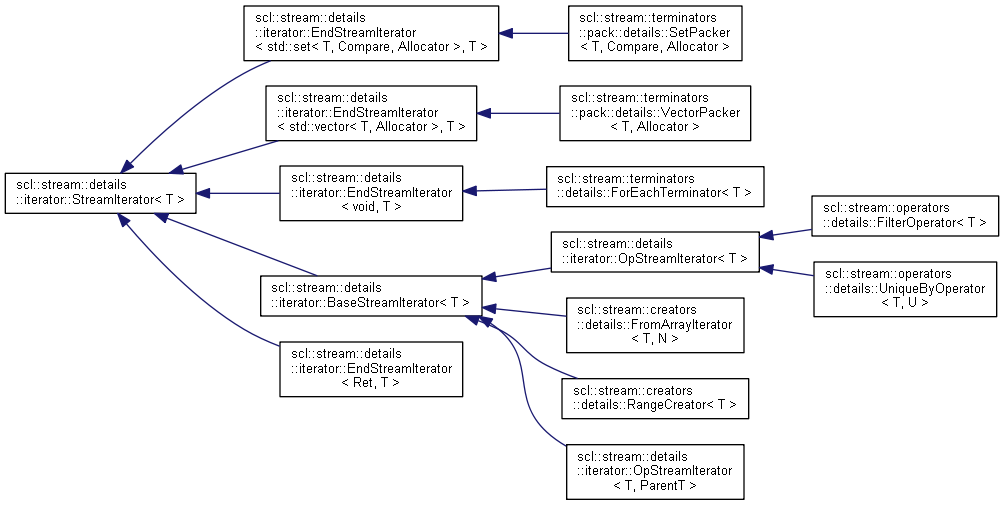 scl::stream::details
::iterator::EndStreamIterator
< std::set< T, Compare, Allocator >, T >
scl::stream::terminators
::pack::details::SetPacker
< T, Compare, Allocator >
scl::stream::details
::iterator::EndStreamIterator
< std::vector< T, Allocator >, T >
scl::stream::terminators
::pack::details::VectorPacker
< T, Allocator >
scl::stream::details
::iterator::StreamIterator< T >
scl::stream::details
::iterator::EndStreamIterator
< void, T >
scl::stream::terminators
::details::ForEachTerminator< T >
scl::stream::details
::iterator::BaseStreamIterator< T >
scl::stream::details
::iterator::OpStreamIterator< T >
scl::stream::operators
::details::FilterOperator< T >
scl::stream::operators
::details::UniqueByOperator
< T, U >
scl::stream::creators
::details::FromArrayIterator
< T, N >
scl::stream::details
::iterator::EndStreamIterator
< Ret, T >
scl::stream::creators
::details::RangeCreator< T >
scl::stream::details
::iterator::OpStreamIterator
< T, ParentT >